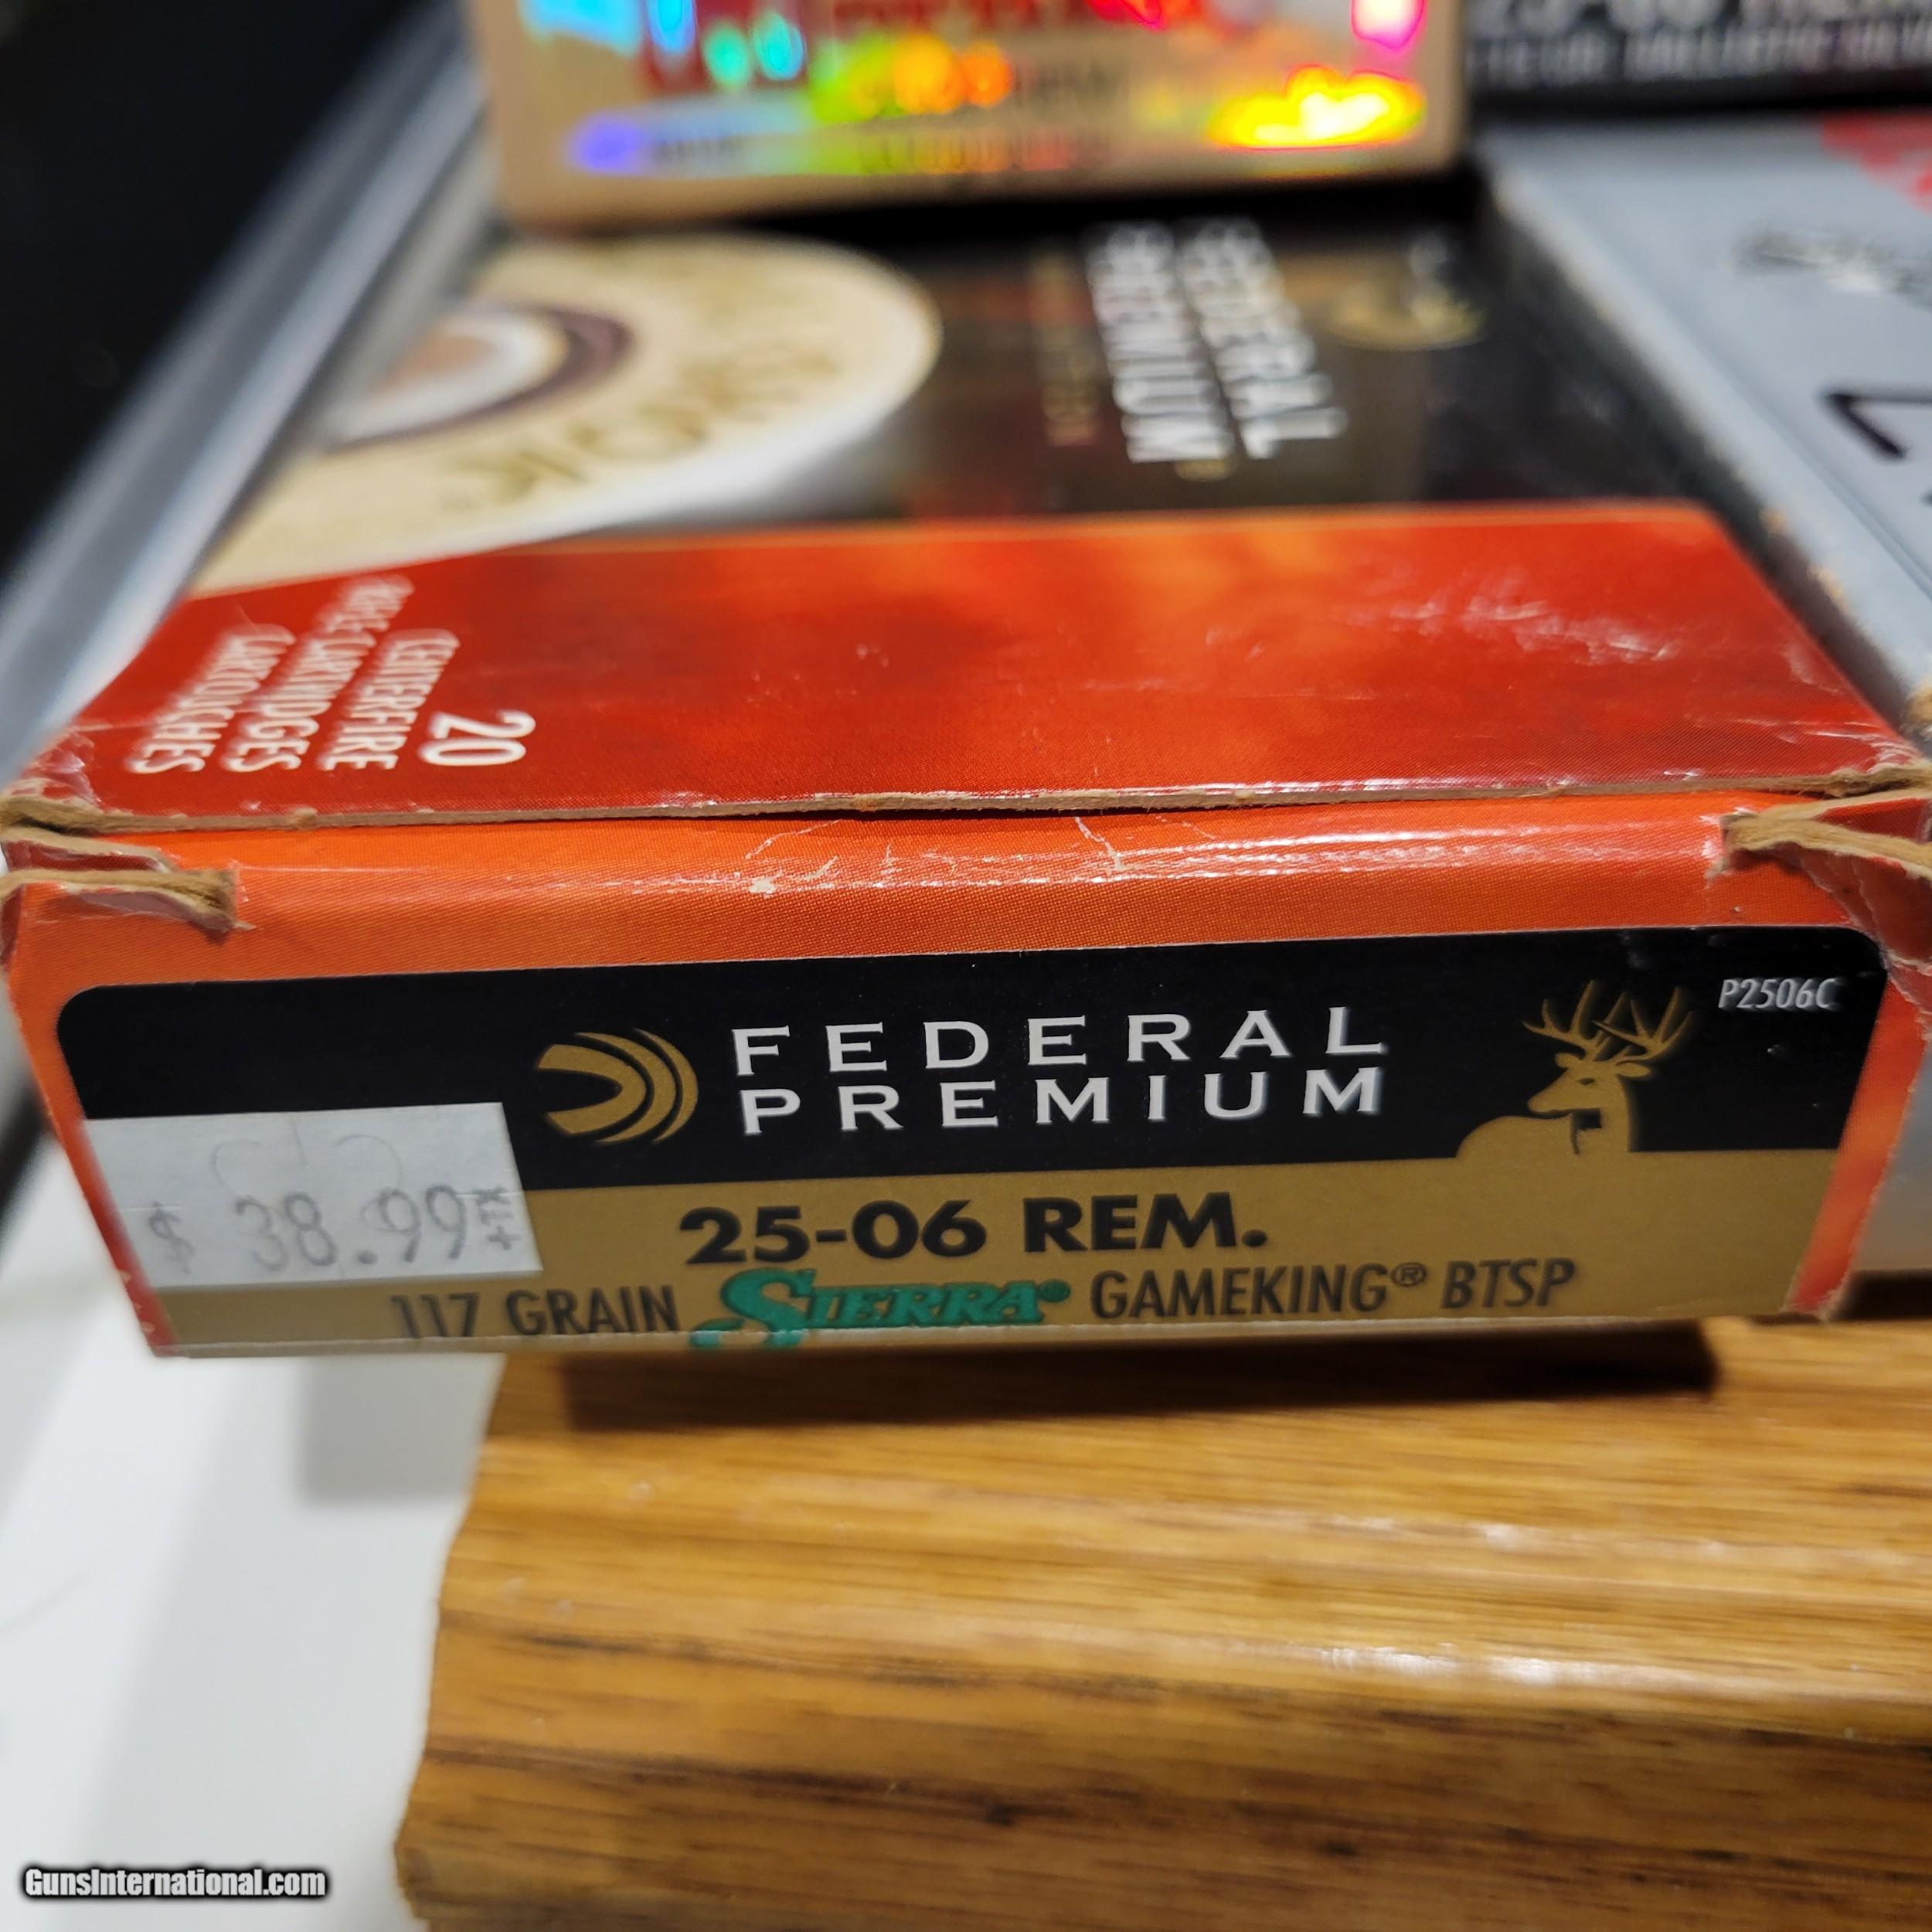 FEDERAL
PREMIUM
20
CENTERFIRE
RIFLE CARTRIDGES
CARTOUCHES
P2506C
FEDERAL
PREMIUM
$ 38.99 +TX
25-06 REM.
117 GRAIN SIERRA® GAMEKING® BTSP
GunsInternational.com